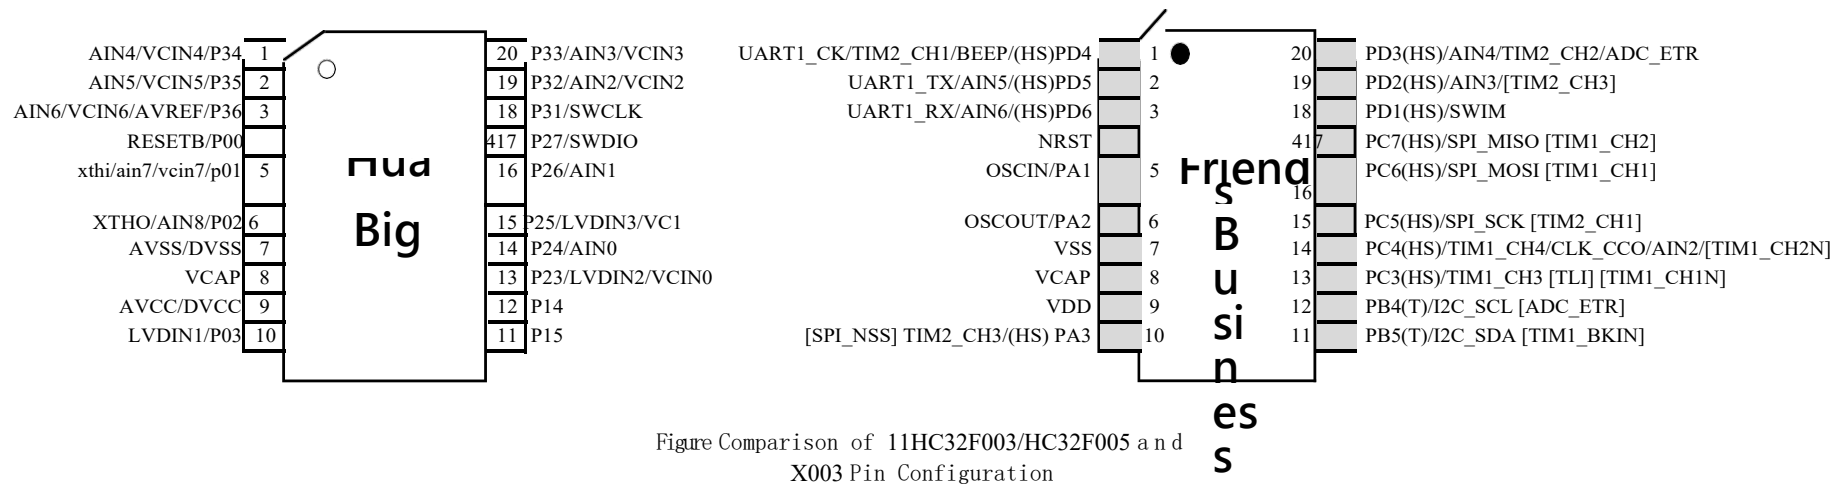 AIN4/VCIN4/P34 1 20 P33/AIN3/VCIN3
AIN5/VCIN5/P35 2 19 P32/AIN2/VCIN2
AIN6/VCIN6/AVREF/P36 3 18 P31/SWCLK
RESETB/P00 417 P27/SWDIO
xthi/ain7/vcin7/p01 5 16 P26/AIN1
XTHO/AIN8/P02 6 15 P25/LVDIN3/VC1
AVSS/DVSS 7 14 P24/AIN0
VCAP 8 13 P23/LVDIN2/VCIN0
AVCC/DVCC 9 12 P14
LVDIN1/P03 10 11 P15
Hua
Big
UART1_CK/TIM2_CH1/BEEP/(HS)PD4 1 20 PD3(HS)/AIN4/TIM2_CH2/ADC_ETR
UART1_TX/AIN5/(HS)PD5 2 19 PD2(HS)/AIN3/[TIM2_CH3]
UART1_RX/AIN6/(HS)PD6 3 18 PD1(HS)/SWIM
NRST 417 PC7(HS)/SPI_MISO [TIM1_CH2]
OSCIN/PA1 5 16 PC6(HS)/SPI_MOSI [TIM1_CH1]
OSCOUT/PA2 6 15 PC5(HS)/SPI_SCK [TIM2_CH1]
VSS 7 14 PC4(HS)/TIM1_CH4/CLK_CCO/AIN2/[TIM1_CH2N]
VCAP 8 13 PC3(HS)/TIM1_CH3 [TLI] [TIM1_CH1N]
VDD 9 12 PB4(T)/I2C_SCL [ADC_ETR]
[SPI_NSS] TIM2_CH3/(HS) PA3 10 11 PB5(T)/I2C_SDA [TIM1_BKIN]
Friend
s
B
u
si
n
es
s
Figure Comparison of 11HC32F003/HC32F005 and
X003 Pin Configuration